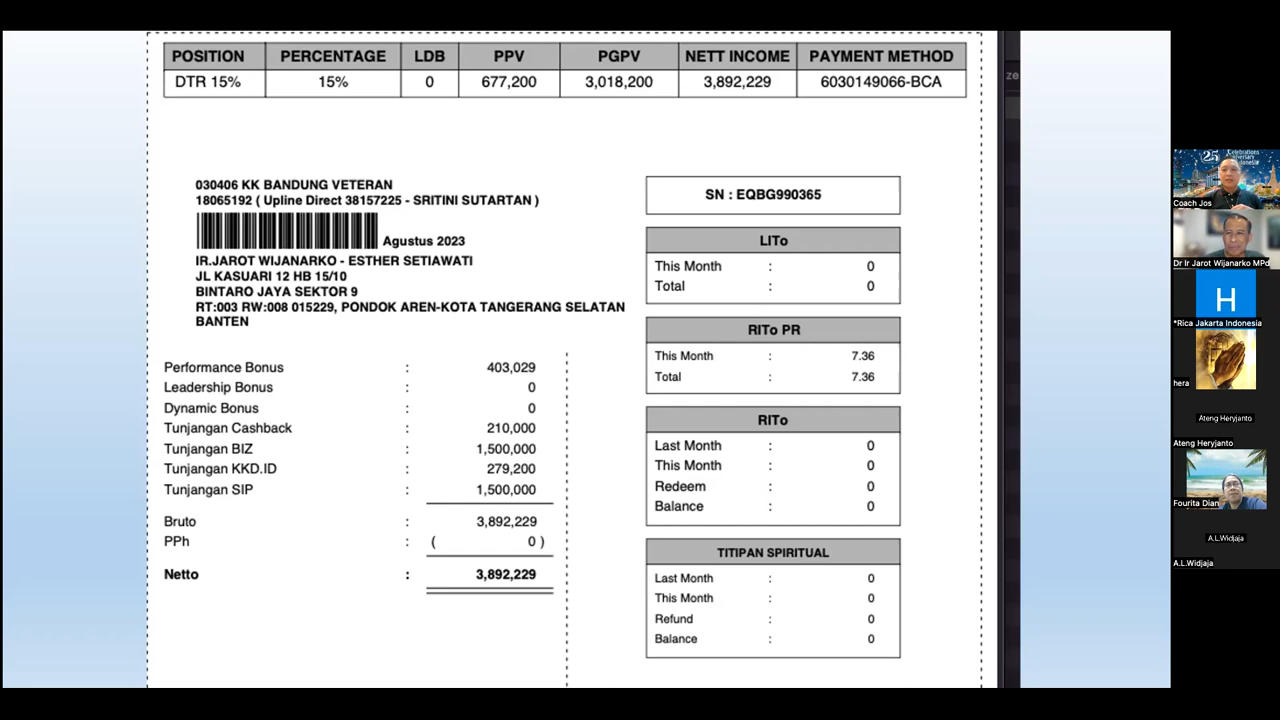 POSITION PERCENTAGE LDB PPV PGPV NETT INCOME PAYMENT METHOD
DTR 15% 15% 0 677,200 3,018,200 3,892,229 6030149066-BCA
030406 KK BANDUNG VETERAN
18065192 ( Upline Direct 38157225 - SRITINI SUTARTAN )
Agustus 2023
IR.JAROT WIJANARKO - ESTHER SETIAWATI
JL KASUARI 12 HB 15/10
BINTARO JAYA SEKTOR 9
RT:003 RW:008 015229, PONDOK AREN-KOTA TANGERANG SELATAN
BANTEN
Performance Bonus : 403,029
Leadership Bonus : 0
Dynamic Bonus : 0
Tunjangan Cashback : 210,000
Tunjangan BIZ : 1,500,000
Tunjangan KKD.ID : 279,200
Tunjangan SIP : 1,500,000
Bruto : 3,892,229
PPh : ( 0 )
Netto : 3,892,229
SN : EQBG990365
LITo
This Month : 0
Total : 0
RITo PR
This Month : 7.36
Total : 7.36
RITo
Last Month : 0
This Month : 0
Redeem : 0
Balance : 0
TITIPAN SPIRITUAL
Last Month : 0
This Month : 0
Refund : 0
Balance : 0
ze
25
Coach Jos
Dr Ir Jarot Wijanarko MPd
H
*Rica Jakarta Indonesia
hera
Ateng Heryjanto
Ateng Heryjanto
Fourita Dian
A.L.Widjaja
A.L.Widjaja